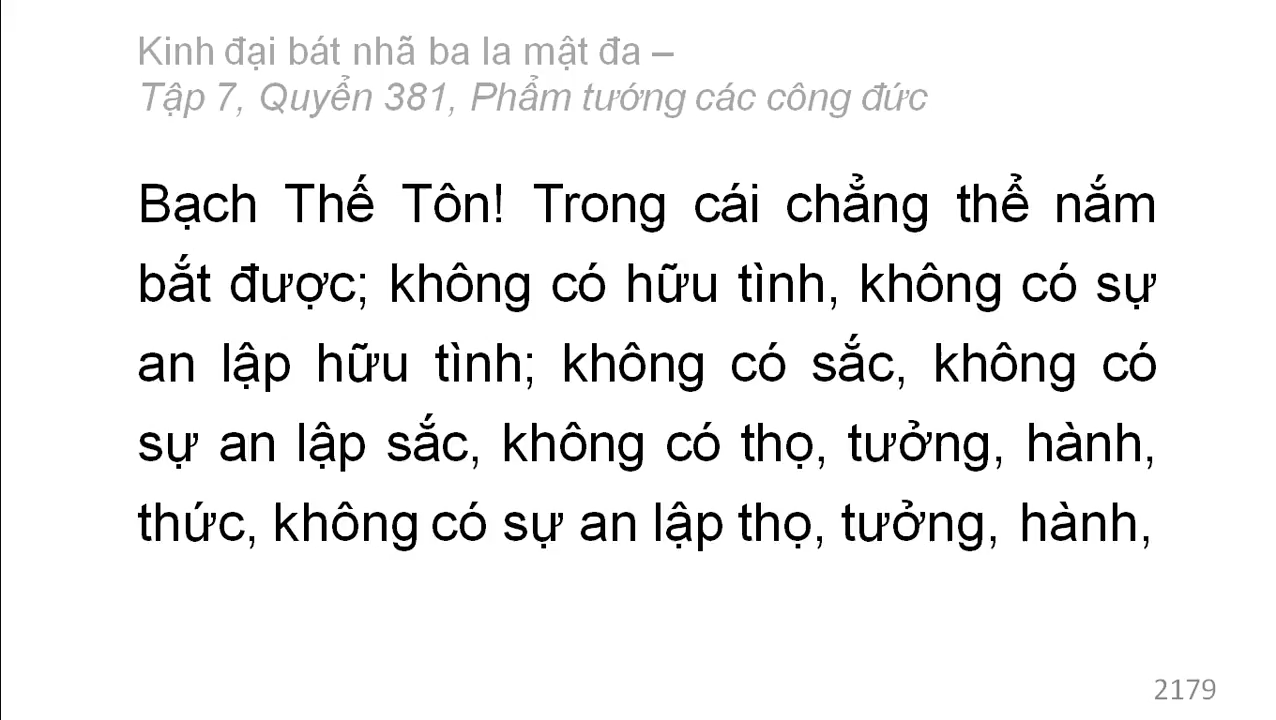 Kinh đại bát nhã ba la mật đa –
Tập 7, Quyển 381, Phẩm tướng các công đức
Bạch Thế Tôn! Trong cái chẳng thể nắm
bắt được; không có hữu tình, không có sự
an lập hữu tình; không có sắc, không có
sự an lập sắc, không có thọ, tưởng, hành,
thức, không có sự an lập thọ, tưởng, hành,
2179